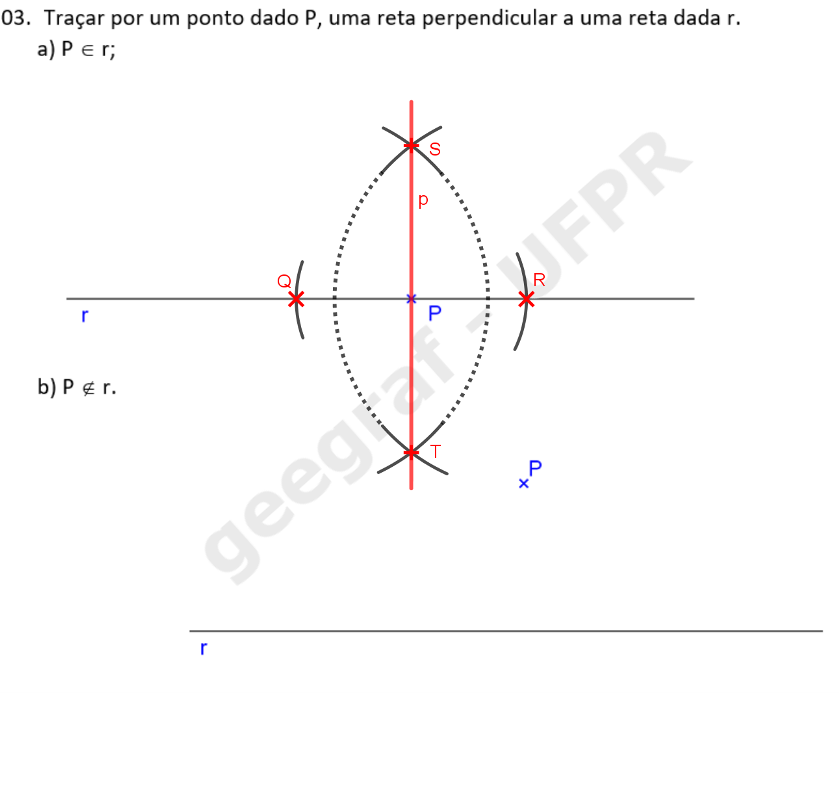 03. Traçar por um ponto dado P, uma reta perpendicular a uma reta dada r.
a) P ∈ r;
S
p
Q
R
r
P
b) P ∉ r.
T
P
r
geegraf - UFPR